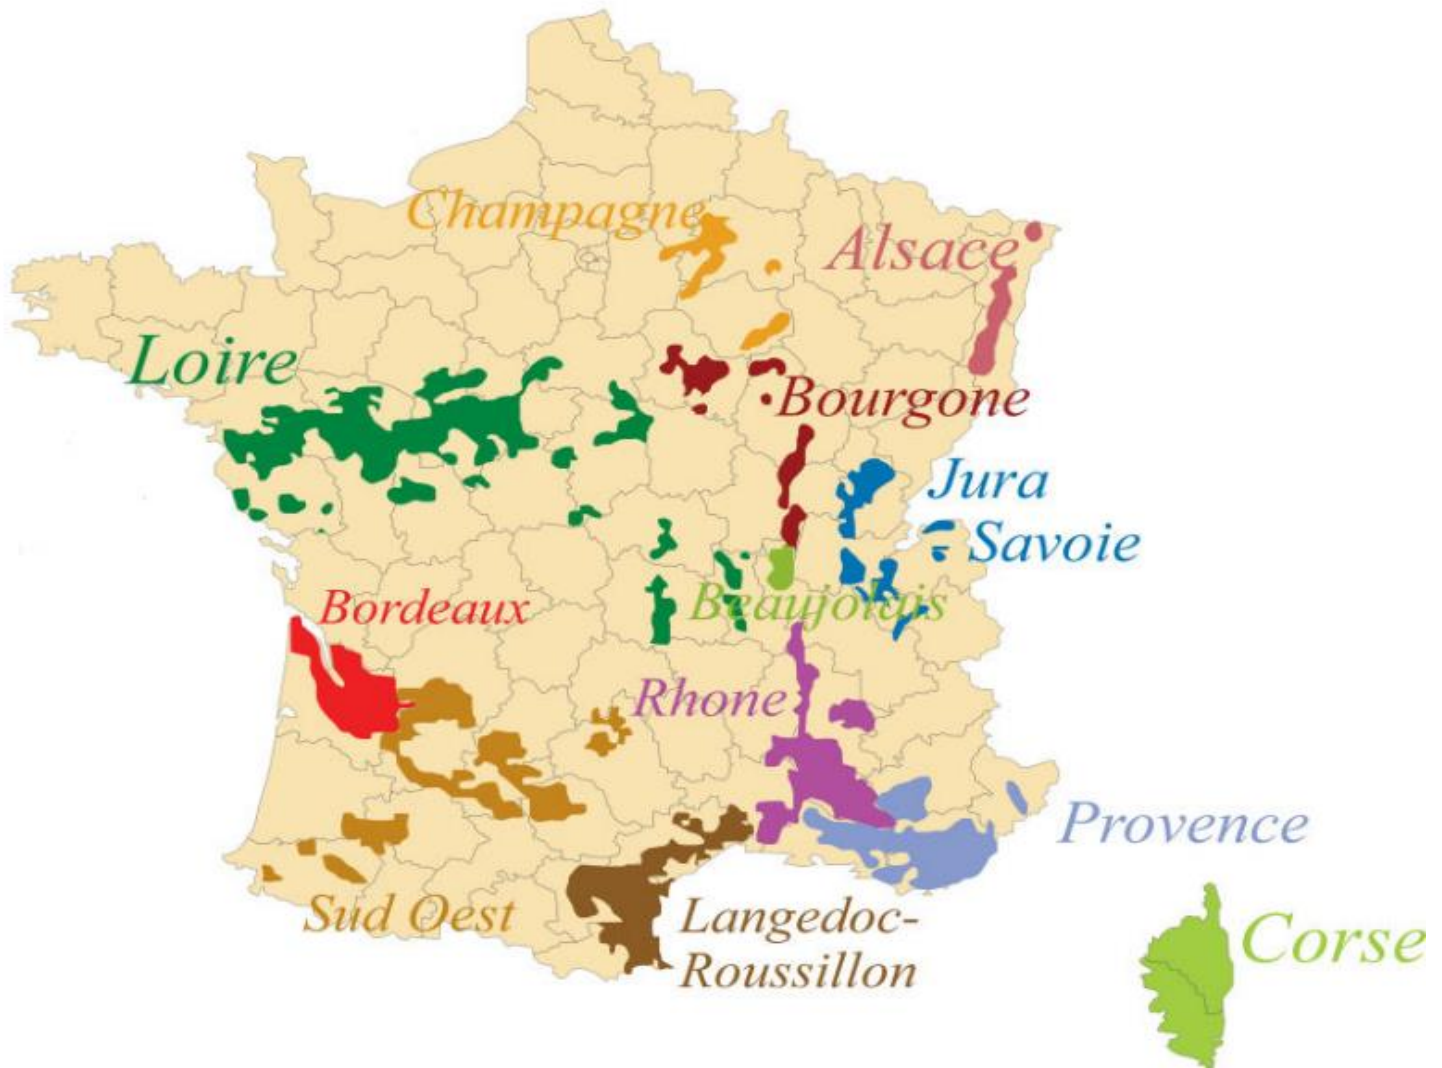 Champagne
Alsace
Loire
Bourgone
Jura
Savoie
Bordeaux
Beaujolais
Rhone
Provence
Sud Oest
Langedoc-
Roussillon
Corse